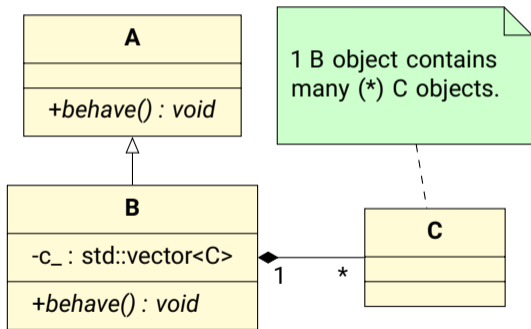 A
+behave() : void
1 B object contains
many (*) C objects.
B
-c_ : std::vector<C>
+behave() : void
1
*
C